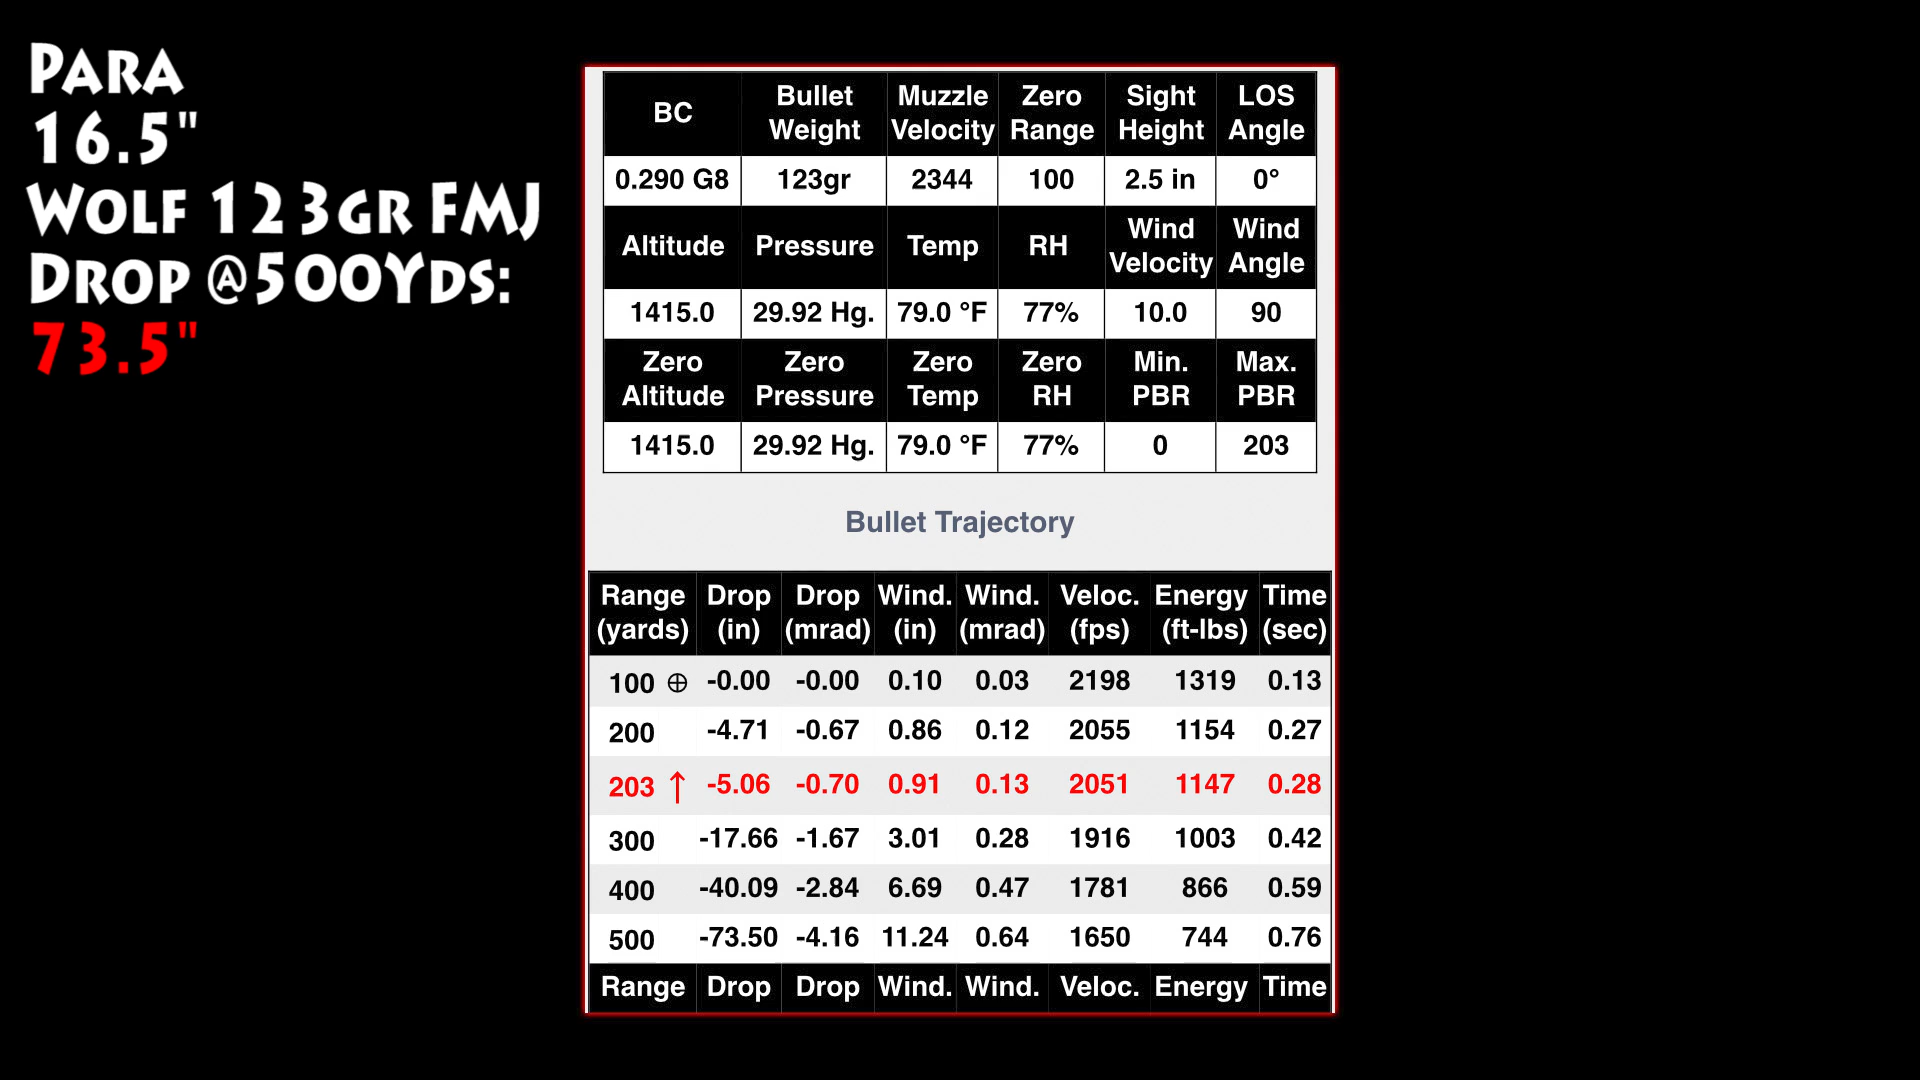 PARA
16.5"
WOLF 123GR FMJ
DROP @500YDS:
73.5"
BC Bullet Weight Muzzle Velocity Zero Range Sight Height LOS Angle
0.290 G8 123gr 2344 100 2.5 in 0°
Altitude Pressure Temp RH Wind Velocity Wind Angle
1415.0 29.92 Hg. 79.0 °F 77% 10.0 90
Zero Altitude Zero Pressure Zero Temp Zero RH Min. PBR Max. PBR
1415.0 29.92 Hg. 79.0 °F 77% 0 203
Bullet Trajectory
Range (yards) Drop (in) Drop (mrad) Wind. (in) Wind. (mrad) Veloc. (fps) Energy (ft-lbs) Time (sec)
100 ⊕ -0.00 -0.00 0.10 0.03 2198 1319 0.13
200 -4.71 -0.67 0.86 0.12 2055 1154 0.27
203 ↑ -5.06 -0.70 0.91 0.13 2051 1147 0.28
300 -17.66 -1.67 3.01 0.28 1916 1003 0.42
400 -40.09 -2.84 6.69 0.47 1781 866 0.59
500 -73.50 -4.16 11.24 0.64 1650 744 0.76
Range Drop Drop Wind. Wind. Veloc. Energy Time